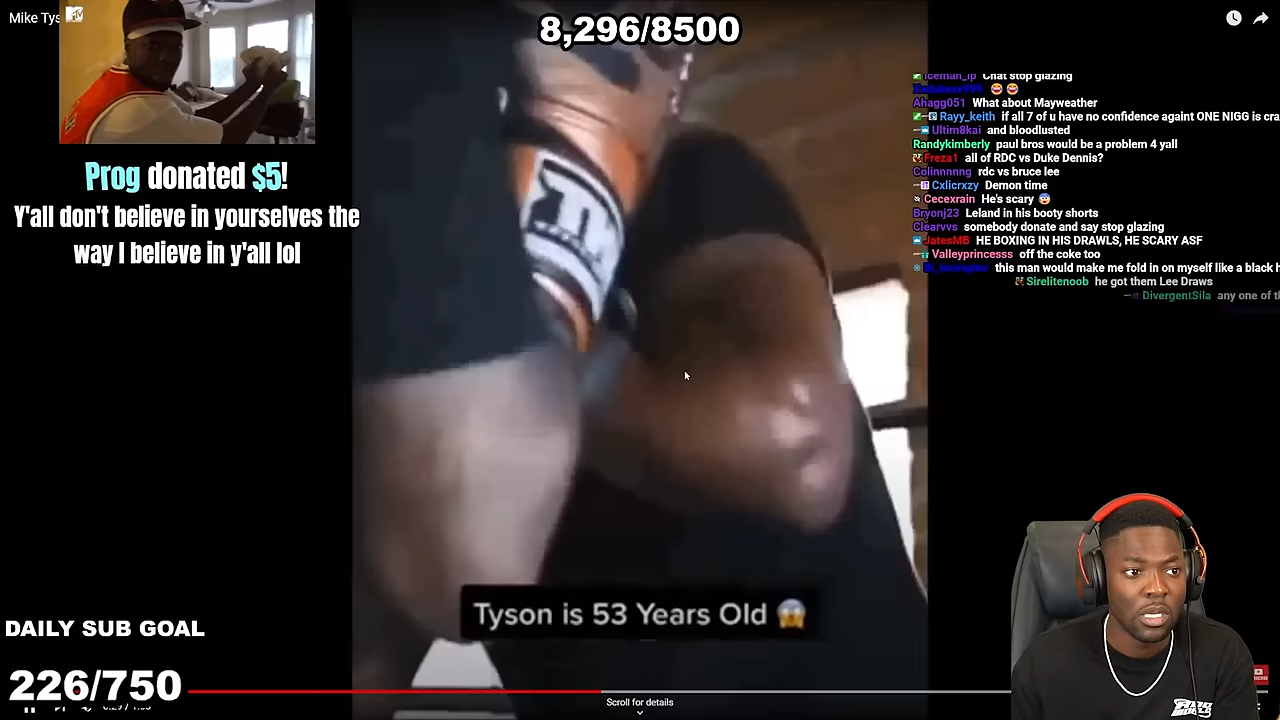 Mike Tys
8,296/8500
Prog donated $5!
Y'all don't believe in yourselves the
way I believe in y'all lol
iceman_ip Chat stop glazing
Ahagg051 What about Mayweather
Rayy_keith if all 7 of u have no confidence againt ONE NIGG is cra
Ultim8kai and bloodlusted
Randykimberly paul bros would be a problem 4 yall
Freza1 all of RDC vs Duke Dennis?
Colinnnnng rdc vs bruce lee
Cxlicrxzy Demon time
Cecexrain He's scary 😨
Bryonj23 Leland in his booty shorts
Clearvvs somebody donate and say stop glazing
JatesMB HE BOXING IN HIS DRAWLS, HE SCARY ASF
Valleyprincesss off the coke too
this man would make me fold in on myself like a black h
Sirelitenoob he got them Lee Draws
DivergentSila any one of th
Tyson is 53 Years Old 😱
DAILY SUB GOAL
226/750
Scroll for details